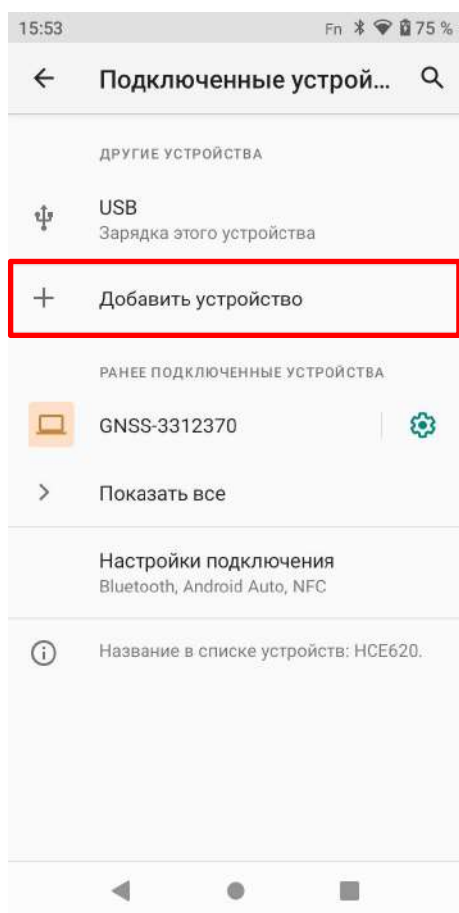 15:53 Fn 75 %
Подключенные устрой...
ДРУГИЕ УСТРОЙСТВА
USB
Зарядка этого устройства
Добавить устройство
РАНЕЕ ПОДКЛЮЧЕННЫЕ УСТРОЙСТВА
GNSS-3312370
Показать все
Настройки подключения
Bluetooth, Android Auto, NFC
Название в списке устройств: HCE620.